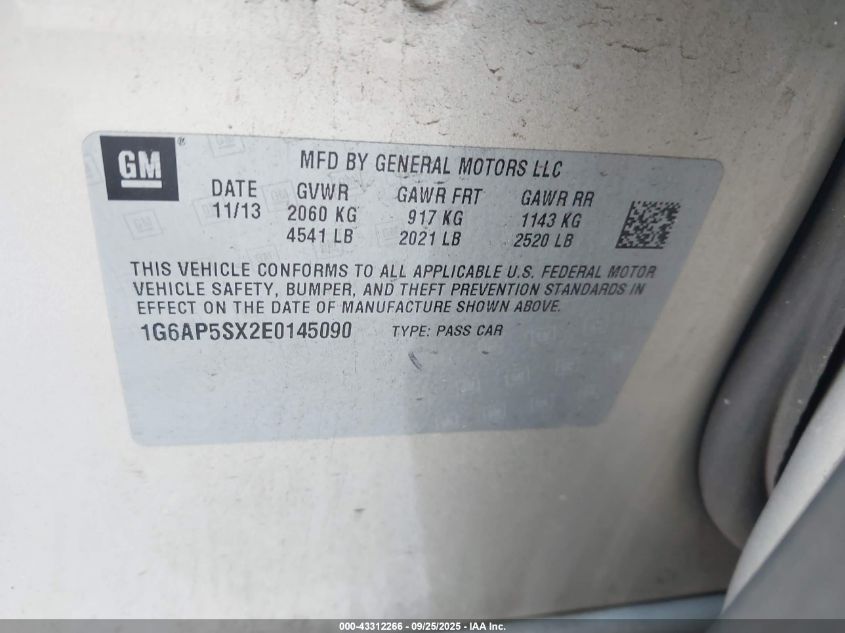 GM
MFD BY GENERAL MOTORS LLC
DATE GVWR GAWR FRT GAWR RR
11/13 2060 KG 917 KG 1143 KG
4541 LB 2021 LB 2520 LB
THIS VEHICLE CONFORMS TO ALL APPLICABLE U.S. FEDERAL MOTOR
VEHICLE SAFETY, BUMPER, AND THEFT PREVENTION STANDARDS IN
EFFECT ON THE DATE OF MANUFACTURE SHOWN ABOVE.
1G6AP5SX2E0145090 TYPE: PASS CAR
000-43312266 - 09/25/2025 - IAA Inc.